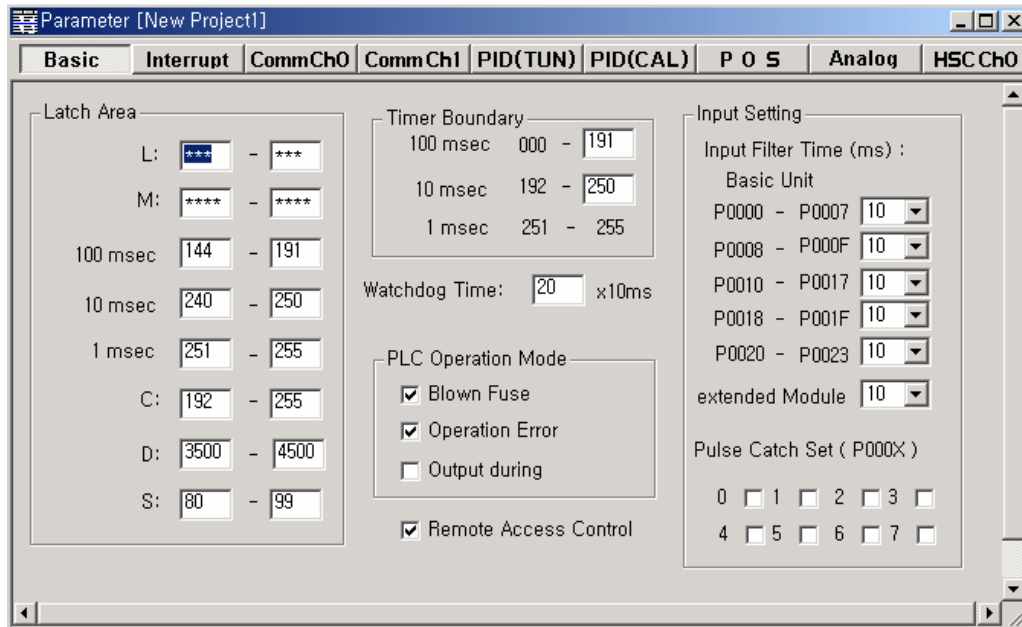 Parameter [New Project1]
Basic Interrupt CommCh0 CommCh1 PID(TUN) PID(CAL) P O S Analog HSC Ch0
Latch Area
L: *** - ***
M: **** - ****
100 msec 144 - 191
10 msec 240 - 250
1 msec 251 - 255
C: 192 - 255
D: 3500 - 4500
S: 80 - 99
Timer Boundary
100 msec 000 - 191
10 msec 192 - 250
1 msec 251 - 255
Watchdog Time: 20 x10ms
PLC Operation Mode
Blown Fuse
Operation Error
Output during
Remote Access Control
Input Setting
Input Filter Time (ms) :
Basic Unit
P0000 - P0007 10
P0008 - P000F 10
P0010 - P0017 10
P0018 - P001F 10
P0020 - P0023 10
extended Module 10
Pulse Catch Set ( P000X )
0 1 2 3
4 5 6 7